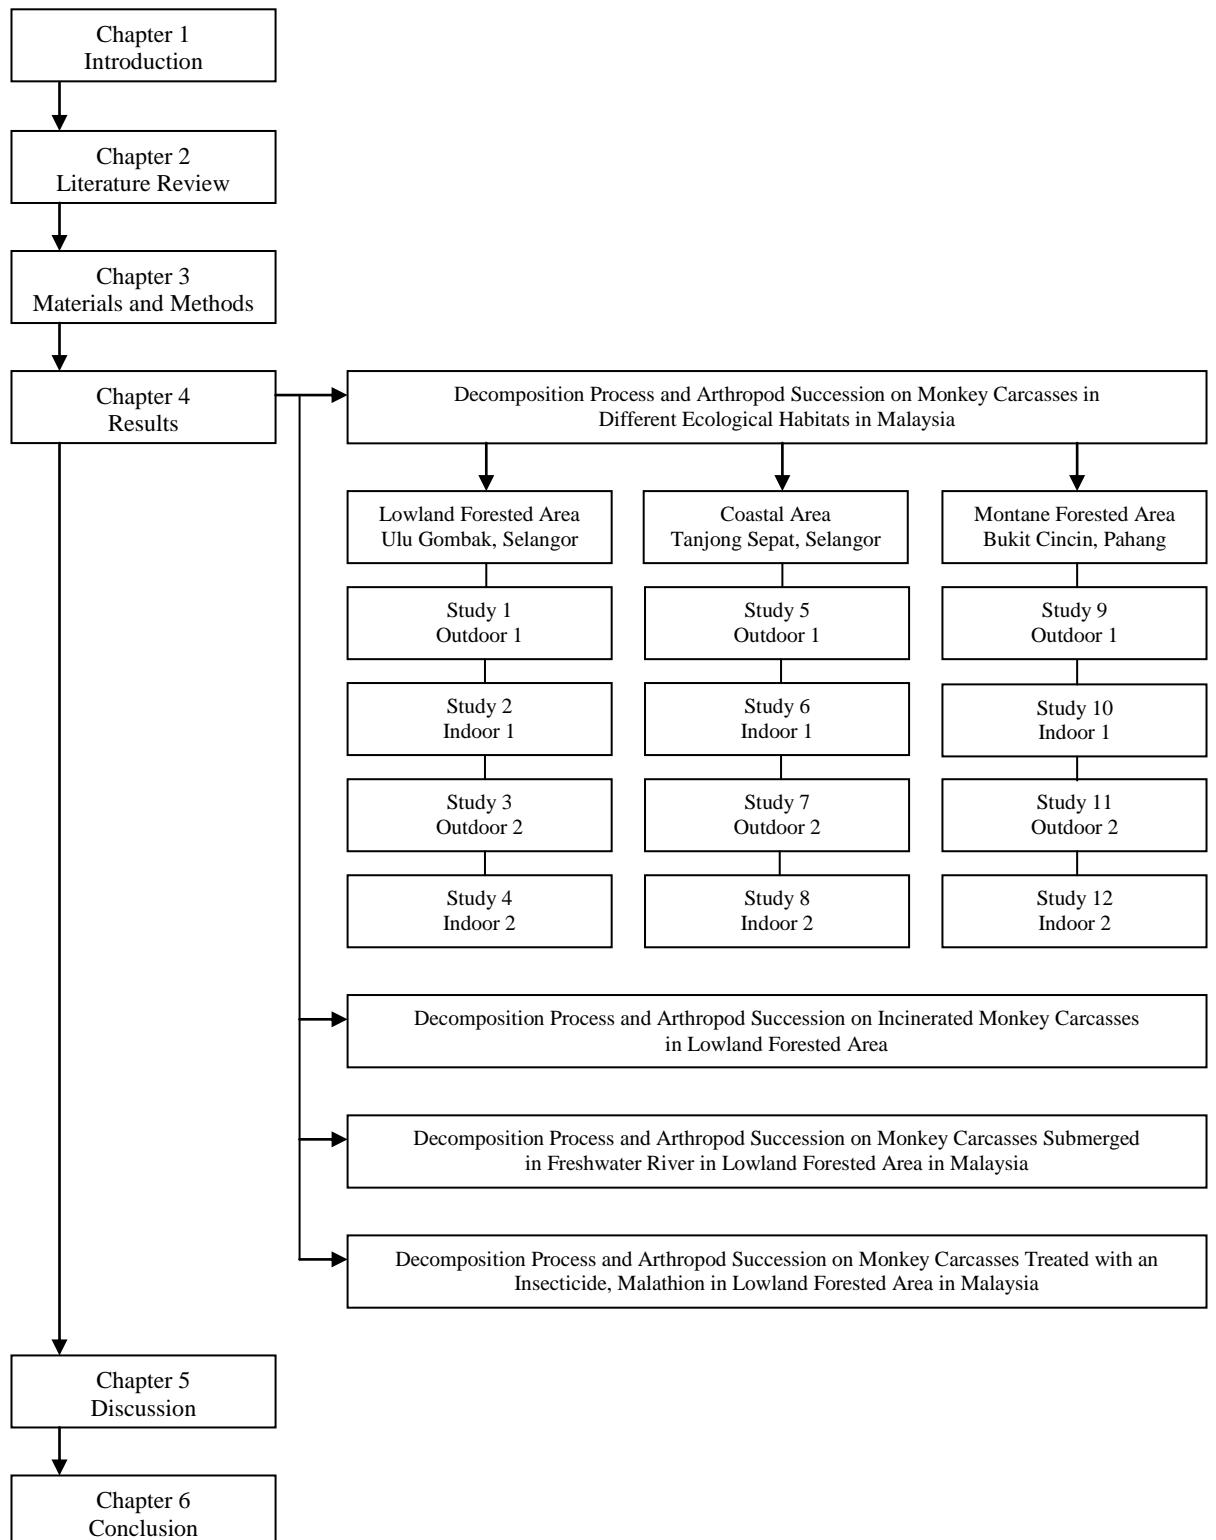 Chapter 1
Introduction
Chapter 2
Literature Review
Chapter 3
Materials and Methods
Chapter 4
Results
Decomposition Process and Arthropod Succession on Monkey Carcasses in
Different Ecological Habitats in Malaysia
Lowland Forested Area
Ulu Gombak, Selangor
Study 1
Outdoor 1
Study 2
Indoor 1
Study 3
Outdoor 2
Study 4
Indoor 2
Coastal Area
Tanjong Sepat, Selangor
Study 5
Outdoor 1
Study 6
Indoor 1
Study 7
Outdoor 2
Study 8
Indoor 2
Montane Forested Area
Bukit Cincin, Pahang
Study 9
Outdoor 1
Study 10
Indoor 1
Study 11
Outdoor 2
Study 12
Indoor 2
Decomposition Process and Arthropod Succession on Incinerated Monkey Carcasses
in Lowland Forested Area
Decomposition Process and Arthropod Succession on Monkey Carcasses Submerged
in Freshwater River in Lowland Forested Area in Malaysia
Decomposition Process and Arthropod Succession on Monkey Carcasses Treated with an
Insecticide, Malathion in Lowland Forested Area in Malaysia
Chapter 5
Discussion
Chapter 6
Conclusion